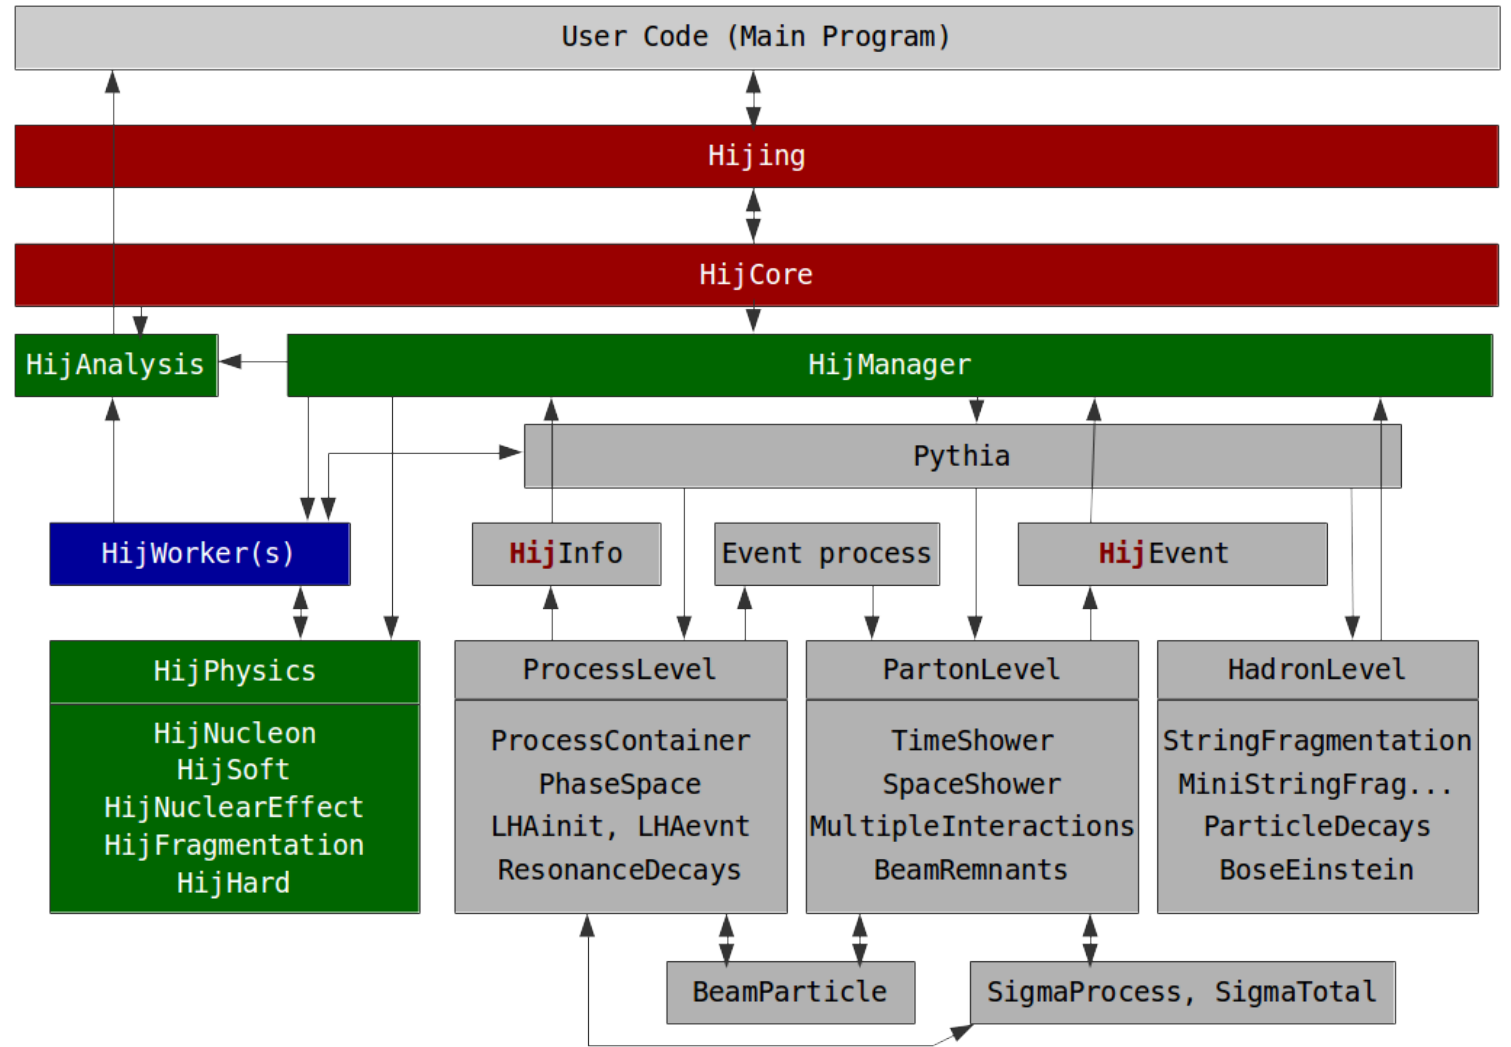 User Code (Main Program)
Hijing
HijCore
HijAnalysis
HijManager
Pythia
HijWorker(s)
HijInfo
Event process
HijEvent
HijPhysics
HijNucleon
HijSoft
HijNuclearEffect
HijFragmentation
HijHard
ProcessLevel
ProcessContainer
PhaseSpace
LHAinit, LHAevnt
ResonanceDecays
PartonLevel
TimeShower
SpaceShower
MultipleInteractions
BeamRemnants
HadronLevel
StringFragmentation
MiniStringFrag...
ParticleDecays
BoseEinstein
BeamParticle
SigmaProcess, SigmaTotal